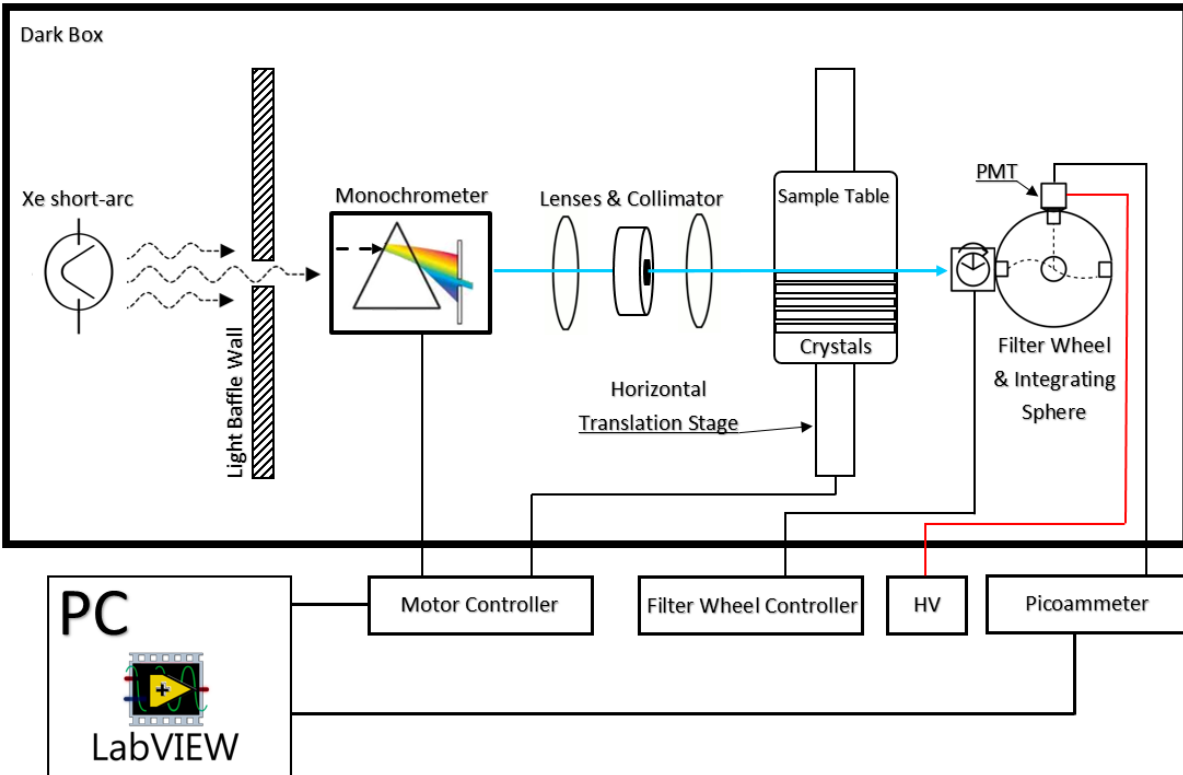 Dark Box
Xe short-arc
Light Baffle Wall
Monochrometer
Lenses & Collimator
Sample Table
Crystals
Horizontal
Translation Stage
PMT
Filter Wheel
& Integrating
Sphere
PC
LabVIEW
Motor Controller
Filter Wheel Controller
HV
Picoammeter